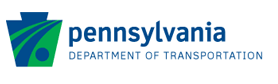 pennsylvania
DEPARTMENT OF TRANSPORTATION